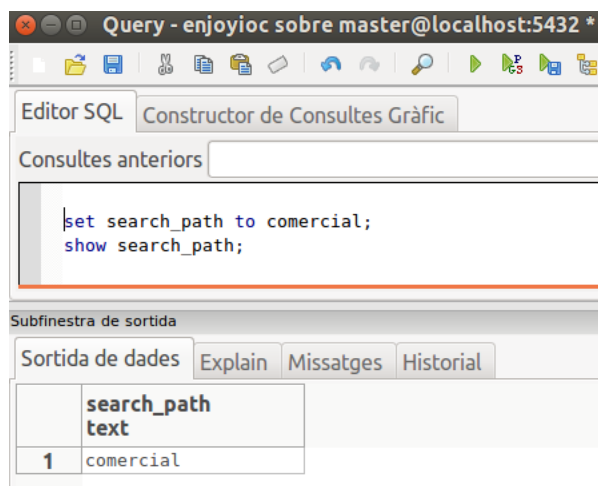 Query - enjoyioc sobre master@localhost:5432 *
Editor SQL Constructor de Consultes Gràfic
Consultes anteriors
set search_path to comercial;
show search_path;
Subfinestra de sortida
Sortida de dades Explain Missatges Historial
search_path
text
1 comercial